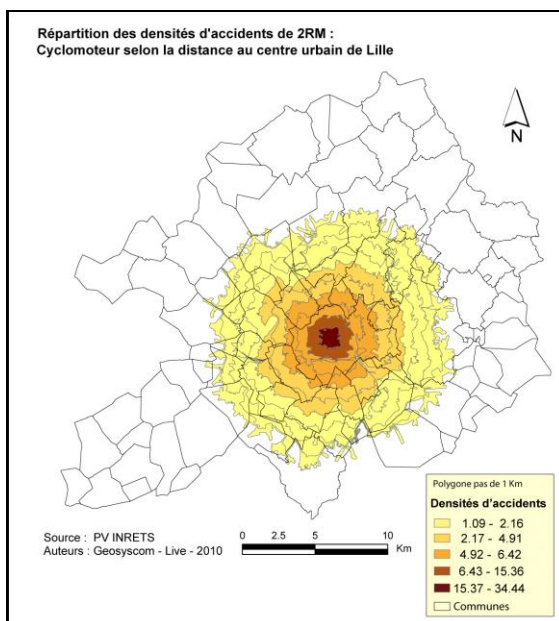 Répartition des densités d'accidents de 2RM :
Cyclomoteur selon la distance au centre urbain de Lille
N
Source : PV INRETS
Auteurs : Geosyscom - Live - 2010
0 2.5 5 10
Km
Polygone pas de 1 Km
Densités d'accidents
1.09 - 2.16
2.17 - 4.91
4.92 - 6.42
6.43 - 15.36
15.37 - 34.44
Communes